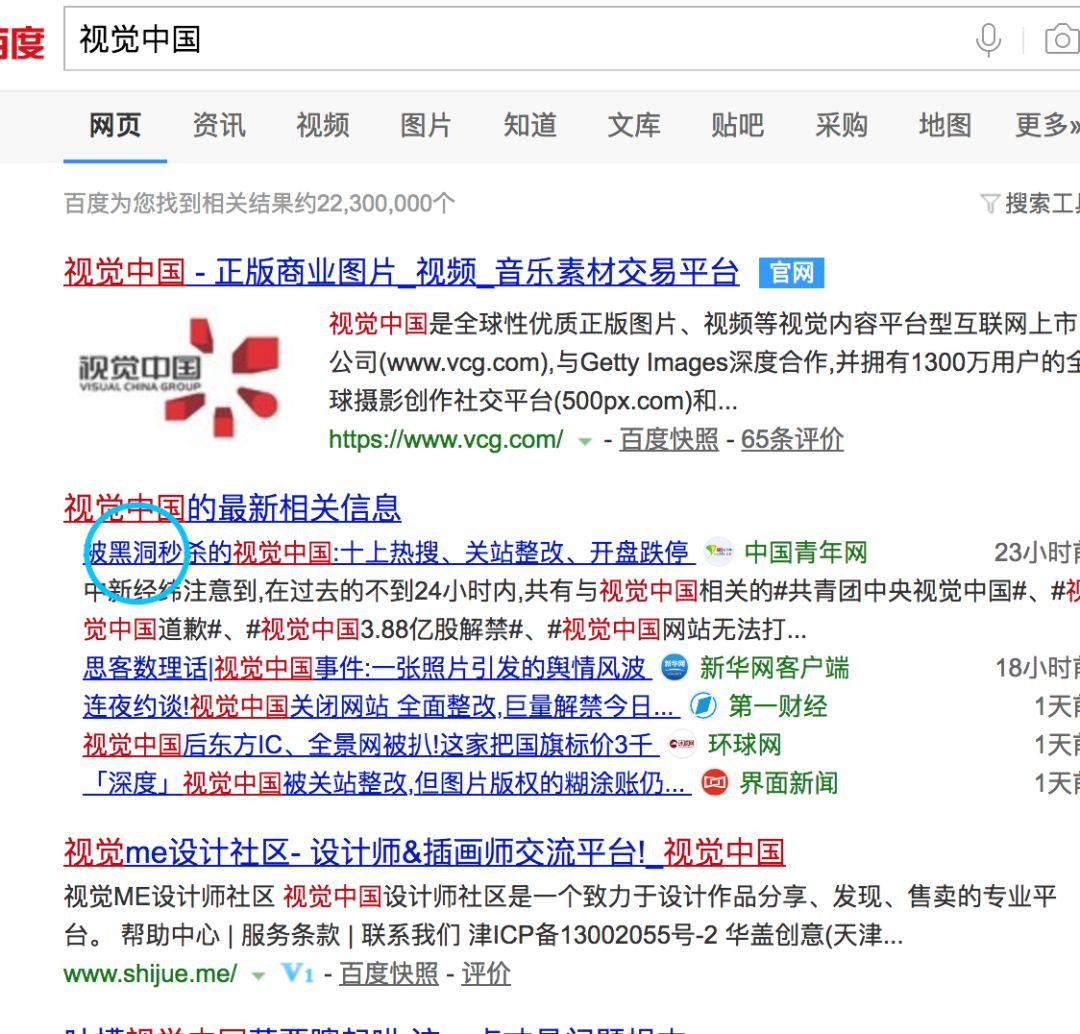 百度
视觉中国
网页 资讯 视频 图片 知道 文库 贴吧 采购 地图 更多»
百度为您找到相关结果约22,300,000个
搜索工具
视觉中国 - 正版商业图片_视频_音乐素材交易平台 官网
视觉中国
VISUAL CHINA GROUP
视觉中国是全球性优质正版图片、视频等视觉内容平台型互联网上市
公司(www.vcg.com),与Getty Images深度合作,并拥有1300万用户的全
球摄影创作社交平台(500px.com)和...
https://www.vcg.com/ - 百度快照 - 65条评价
视觉中国的最新相关信息
被黑洞秒杀的视觉中国:十上热搜、关站整改、开盘跌停 中国青年网 23小时前
中新经纬注意到,在过去的不到24小时内,共有与视觉中国相关的#共青团中央视觉中国#、#视
觉中国道歉#、#视觉中国3.88亿股解禁#、#视觉中国网站无法打...
思客数理话|视觉中国事件:一张照片引发的舆情风波 新华网客户端 18小时前
连夜约谈!视觉中国关闭网站 全面整改,巨量解禁今日... 第一财经 1天前
视觉中国后东方IC、全景网被扒!这家把国旗标价3千 环球网 1天前
「深度」视觉中国被关站整改,但图片版权的糊涂账仍... 界面新闻 1天前
视觉me设计社区- 设计师&插画师交流平台!_视觉中国
视觉ME设计师社区 视觉中国设计师社区是一个致力于设计作品分享、发现、售卖的专业平
台。 帮助中心 | 服务条款 | 联系我们 津ICP备13002055号-2 华盖创意(天津...
www.shijue.me/ V1 - 百度快照 - 评价